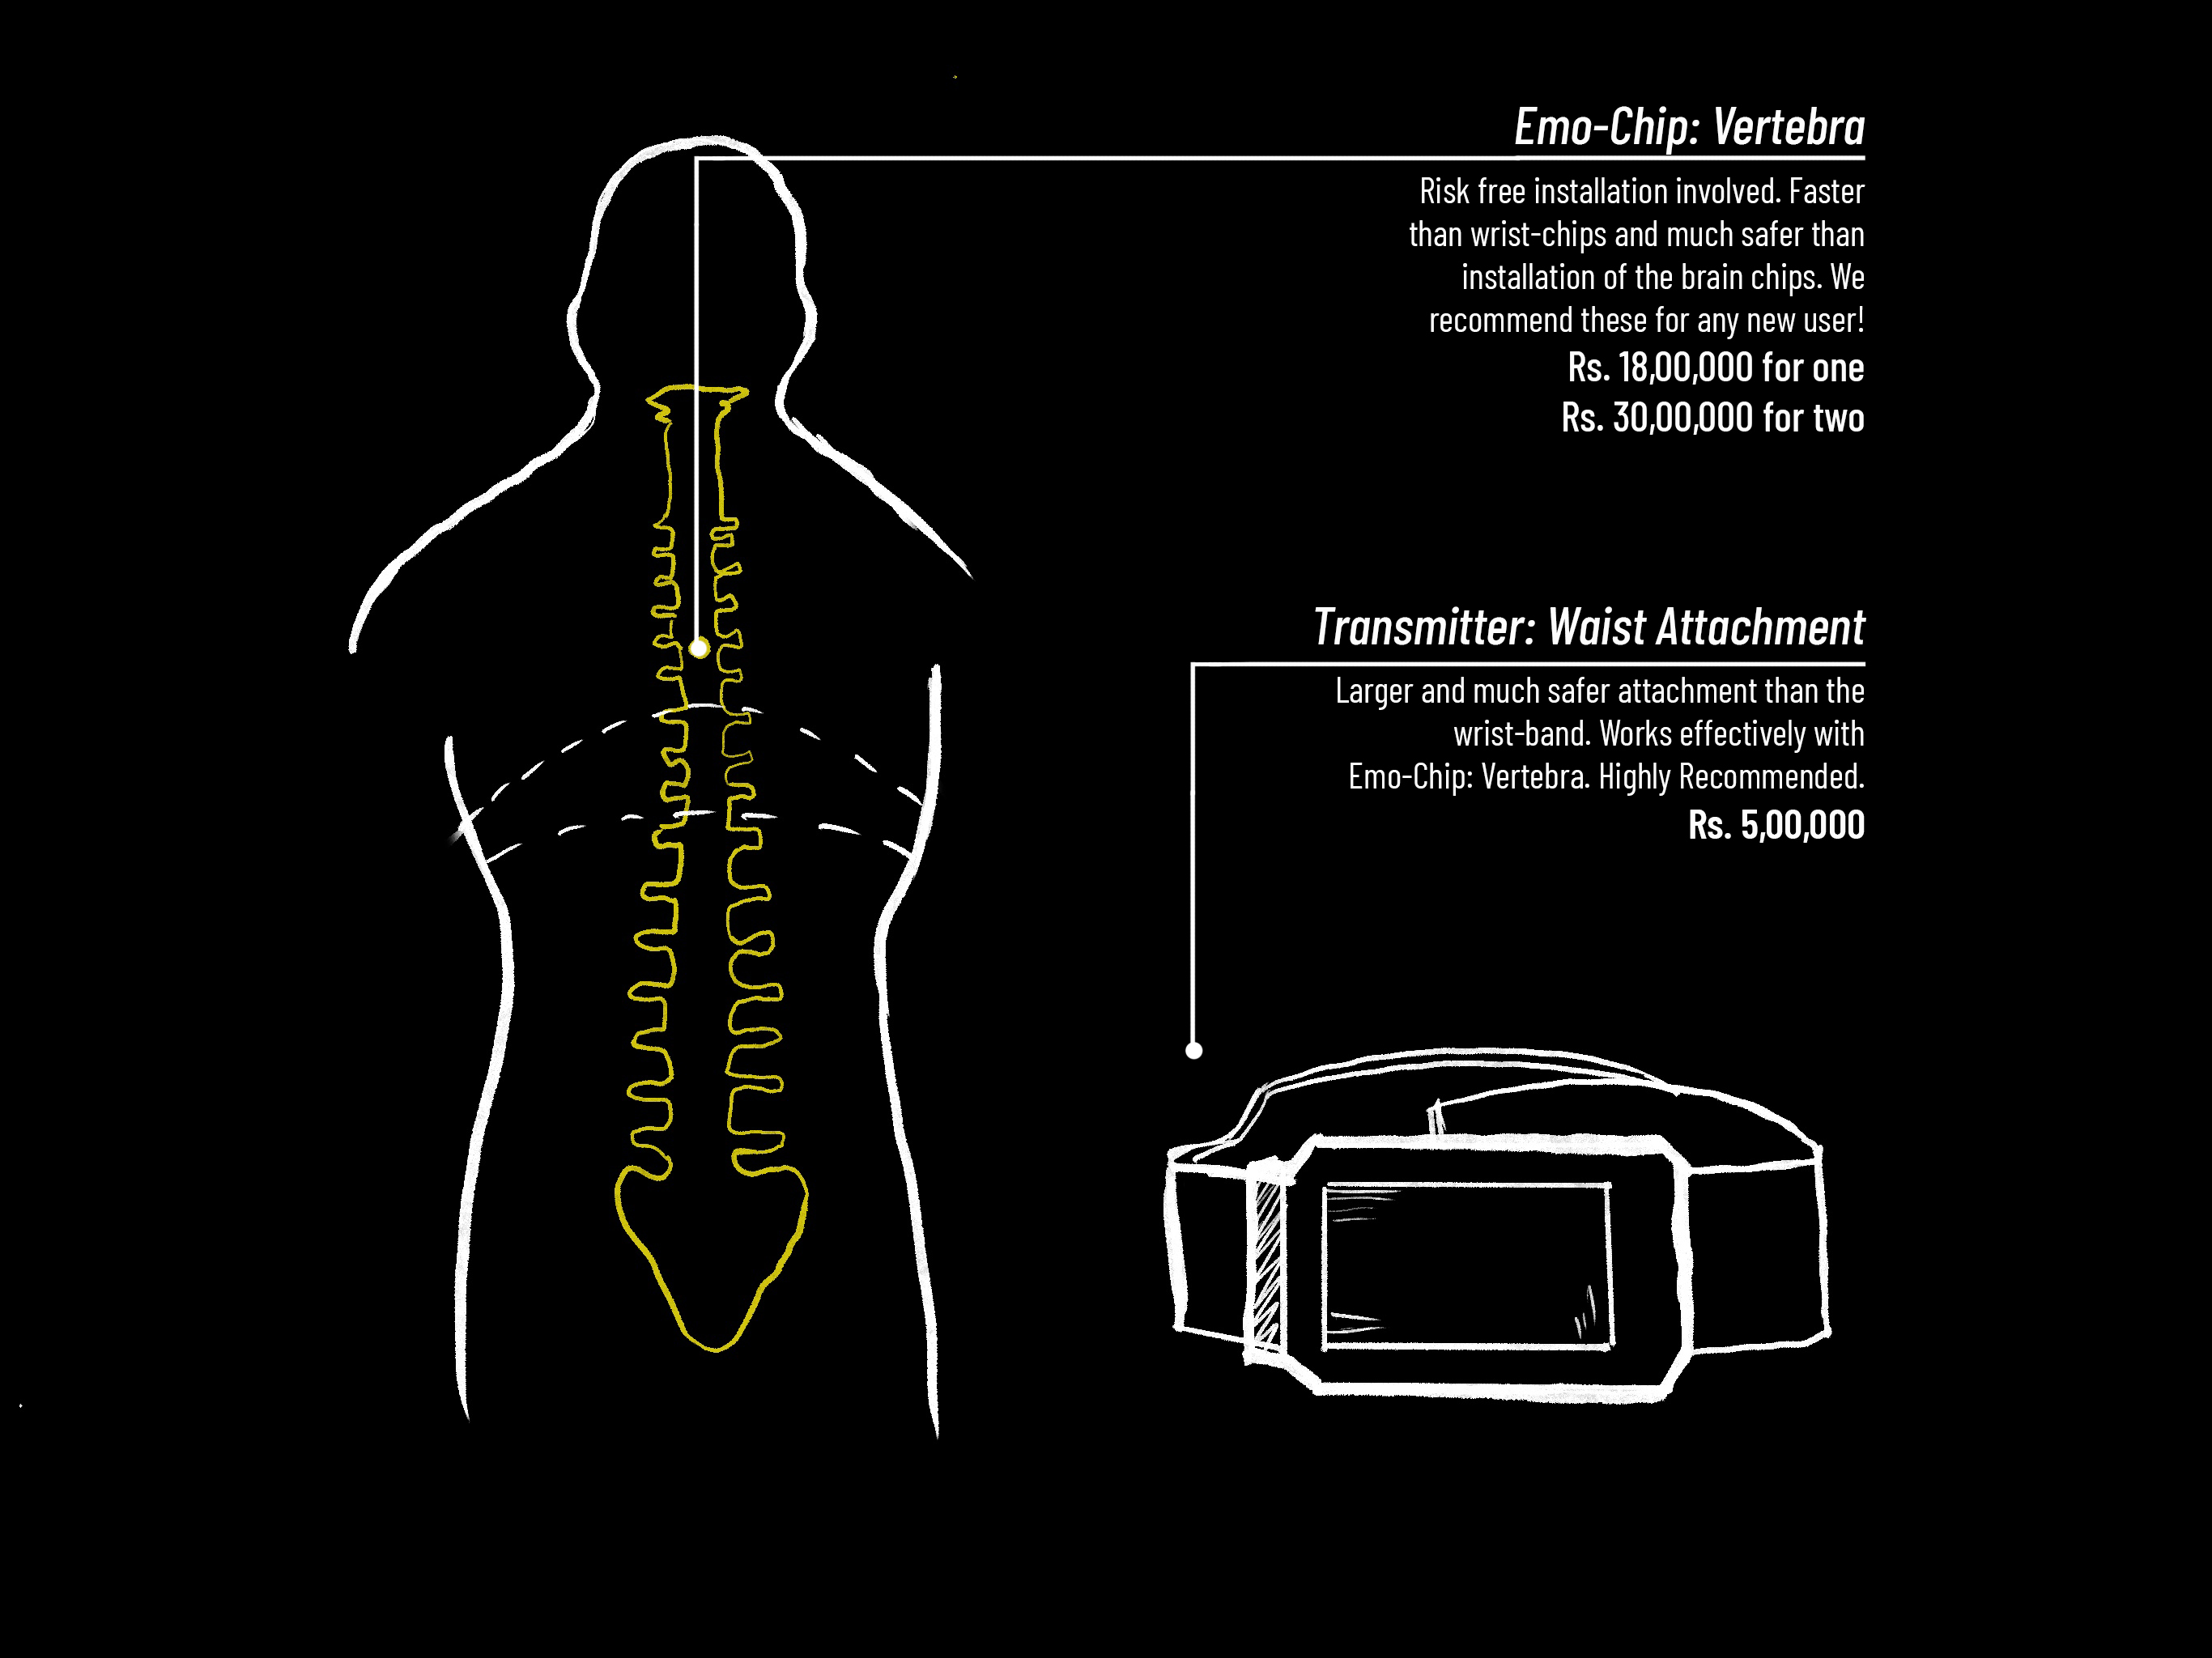 Emo-Chip: Vertebra
Risk free installation involved. Faster
than wrist-chips and much safer than
installation of the brain chips. We
recommend these for any new user!
Rs. 18,00,000 for one
Rs. 30,00,000 for two
Transmitter: Waist Attachment
Larger and much safer attachment than the
wrist-band. Works effectively with
Emo-Chip: Vertebra. Highly Recommended.
Rs. 5,00,000